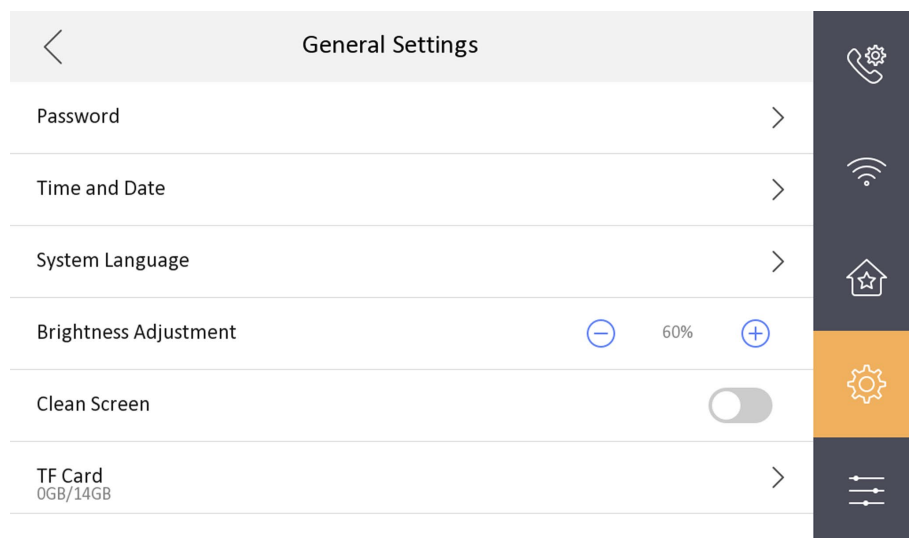 General Settings
Password
Time and Date
System Language
Brightness Adjustment 60%
Clean Screen
TF Card
0GB/14GB